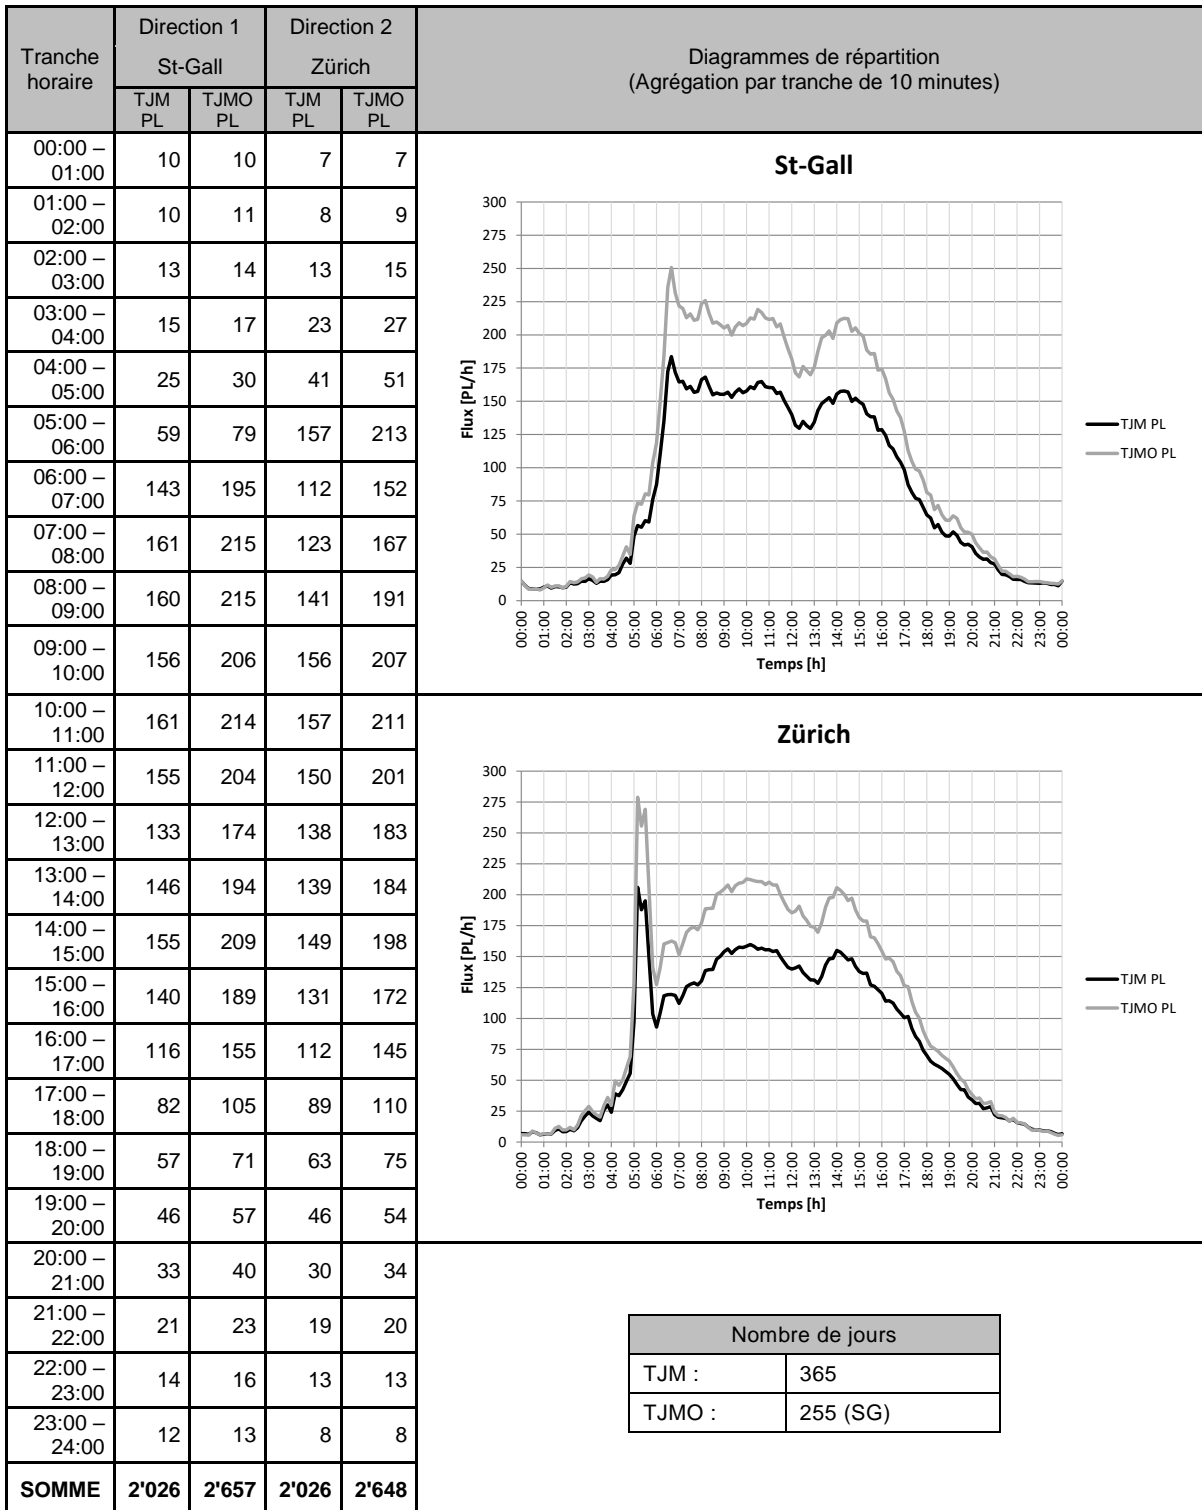 Tranche horaire
Direction 1
St-Gall
Direction 2
Zürich
Diagrammes de répartition
(Agrégation par tranche de 10 minutes)
TJM PL
TJMO PL
TJM PL
TJMO PL
00:00 – 01:00 10 10 7 7
01:00 – 02:00 10 11 8 9
02:00 – 03:00 13 14 13 15
03:00 – 04:00 15 17 23 27
04:00 – 05:00 25 30 41 51
05:00 – 06:00 59 79 157 213
06:00 – 07:00 143 195 112 152
07:00 – 08:00 161 215 123 167
08:00 – 09:00 160 215 141 191
09:00 – 10:00 156 206 156 207
10:00 – 11:00 161 214 157 211
11:00 – 12:00 155 204 150 201
12:00 – 13:00 133 174 138 183
13:00 – 14:00 146 194 139 184
14:00 – 15:00 155 209 149 198
15:00 – 16:00 140 189 131 172
16:00 – 17:00 116 155 112 145
17:00 – 18:00 82 105 89 110
18:00 – 19:00 57 71 63 75
19:00 – 20:00 46 57 46 54
20:00 – 21:00 33 40 30 34
21:00 – 22:00 21 23 19 20
22:00 – 23:00 14 16 13 13
23:00 – 24:00 12 13 8 8
SOMME 2'026 2'657 2'026 2'648
St-Gall
300
275
250
225
200
175
150
125
100
75
50
25
0
Flux [PL/h]
00:00 01:00 02:00 03:00 04:00 05:00 06:00 07:00 08:00 09:00 10:00 11:00 12:00 13:00 14:00 15:00 16:00 17:00 18:00 19:00 20:00 21:00 22:00 23:00 00:00
Temps [h]
TJM PL
TJMO PL
Zürich
300
275
250
225
200
175
150
125
100
75
50
25
0
Flux [PL/h]
00:00 01:00 02:00 03:00 04:00 05:00 06:00 07:00 08:00 09:00 10:00 11:00 12:00 13:00 14:00 15:00 16:00 17:00 18:00 19:00 20:00 21:00 22:00 23:00 00:00
Temps [h]
TJM PL
TJMO PL
Nombre de jours
TJM : 365
TJMO : 255 (SG)